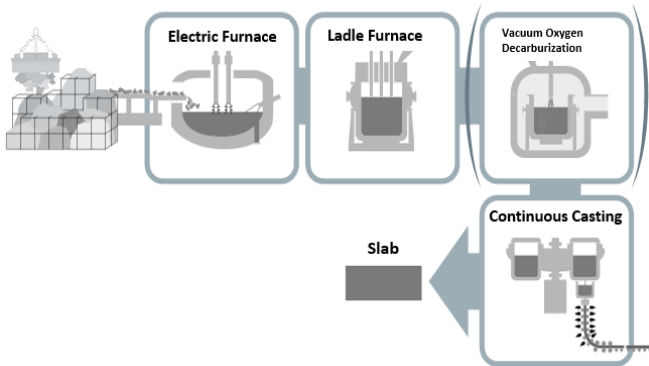 Electric Furnace
Ladle Furnace
Vacuum Oxygen
Decarburization
Continuous Casting
Slab